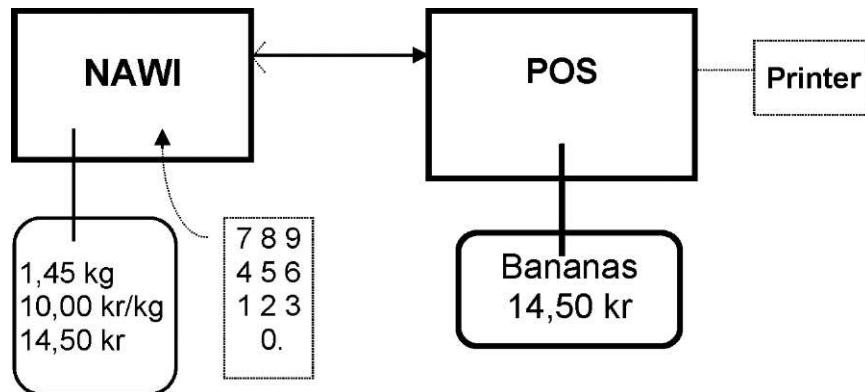 NAWI
POS
Printer
1,45 kg
10,00 kr/kg
14,50 kr
7 8 9
4 5 6
1 2 3
0.
Bananas
14,50 kr